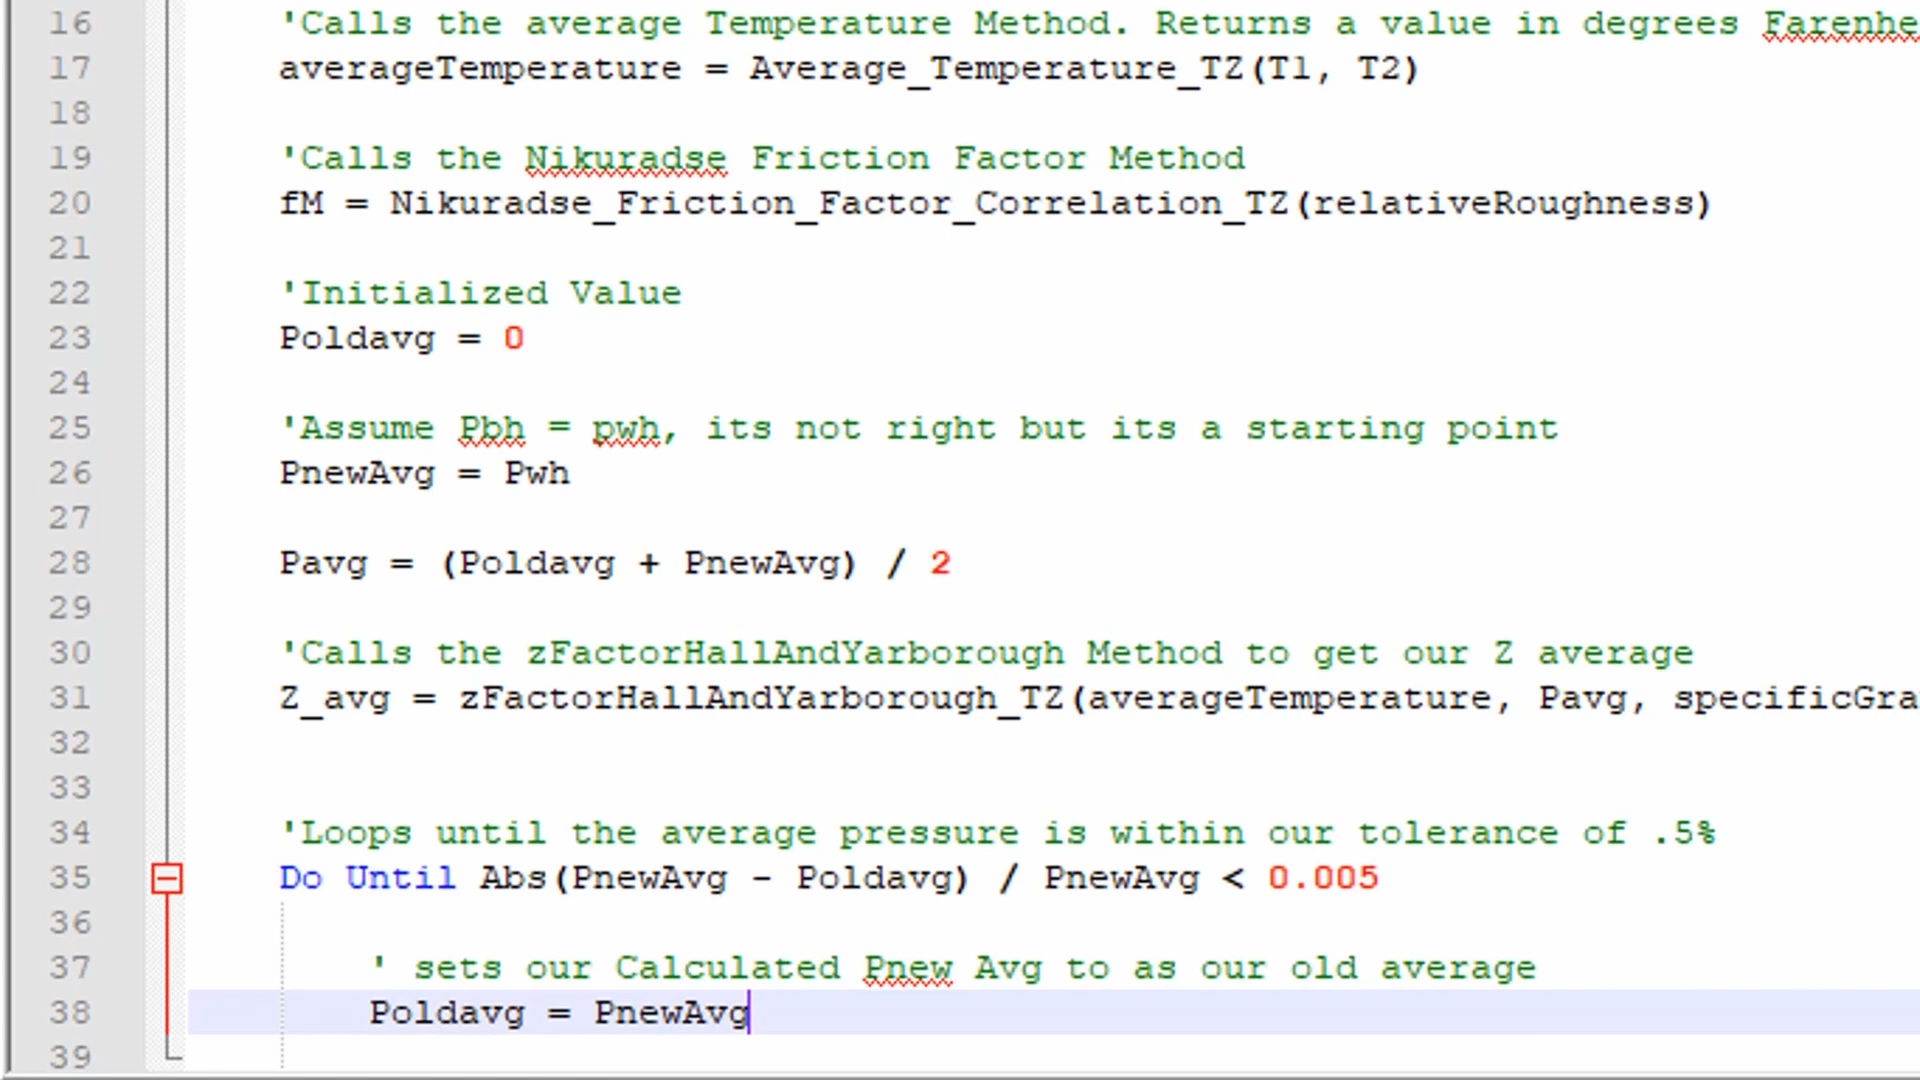 16 'Calls the average Temperature Method. Returns a value in degrees Farenhe
17 averageTemperature = Average_Temperature_TZ(T1, T2)
18
19 'Calls the Nikuradse Friction Factor Method
20 fM = Nikuradse_Friction_Factor_Correlation_TZ(relativeRoughness)
21
22 'Initialized Value
23 Poldavg = 0
24
25 'Assume Pbh = pwh, its not right but its a starting point
26 PnewAvg = Pwh
27
28 Pavg = (Poldavg + PnewAvg) / 2
29
30 'Calls the zFactorHallAndYarborough Method to get our Z average
31 Z_avg = zFactorHallAndYarborough_TZ(averageTemperature, Pavg, specificGra
32
33
34 'Loops until the average pressure is within our tolerance of .5%
35 Do Until Abs(PnewAvg - Poldavg) / PnewAvg < 0.005
36
37 ' sets our Calculated Pnew Avg to as our old average
38 Poldavg = PnewAvg
39